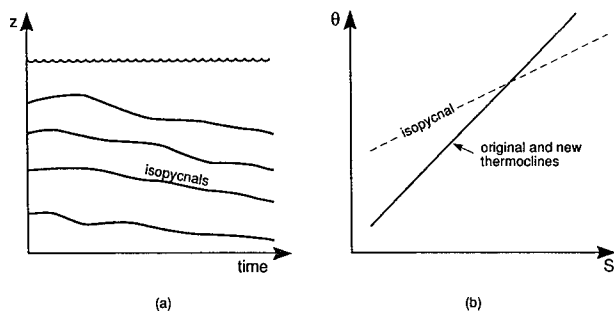 z
isopycnals
time
(a)
θ
isopycnal
original and new
thermoclines
S
(b)